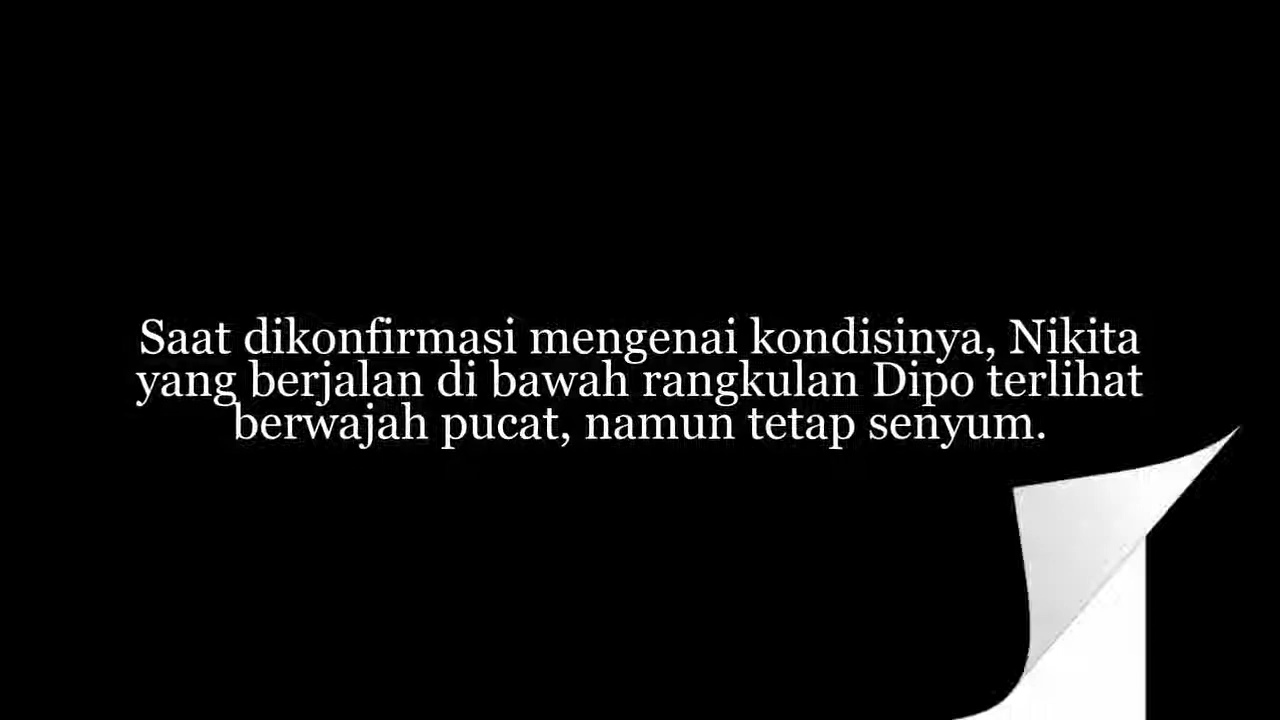 Saat dikonfirmasi mengenai kondisinya, Nikita
yang berjalan di bawah rangkulan Dipo terlihat
berwajah pucat, namun tetap senyum.